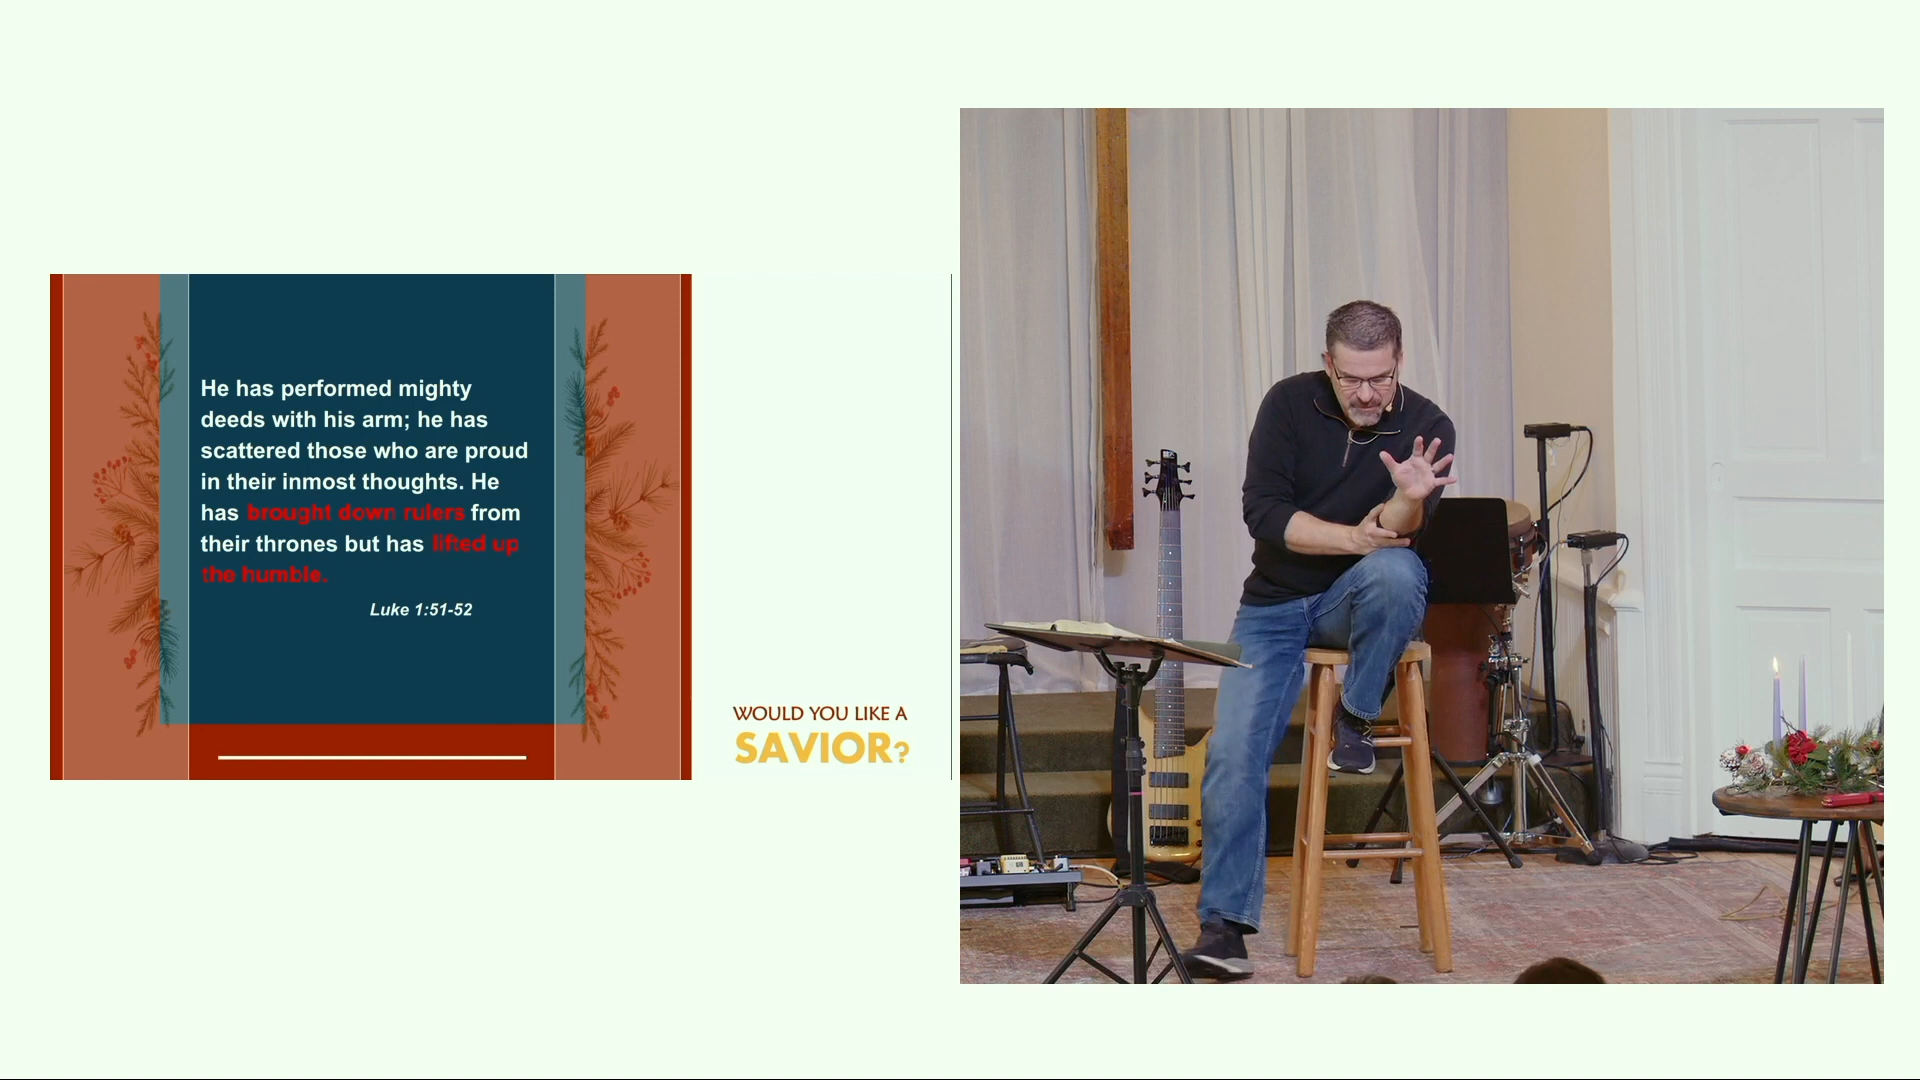 He has performed mighty
deeds with his arm; he has
scattered those who are proud
in their inmost thoughts. He
has brought down rulers from
their thrones but has lifted up
the humble.
Luke 1:51-52
WOULD YOU LIKE A
SAVIOR?